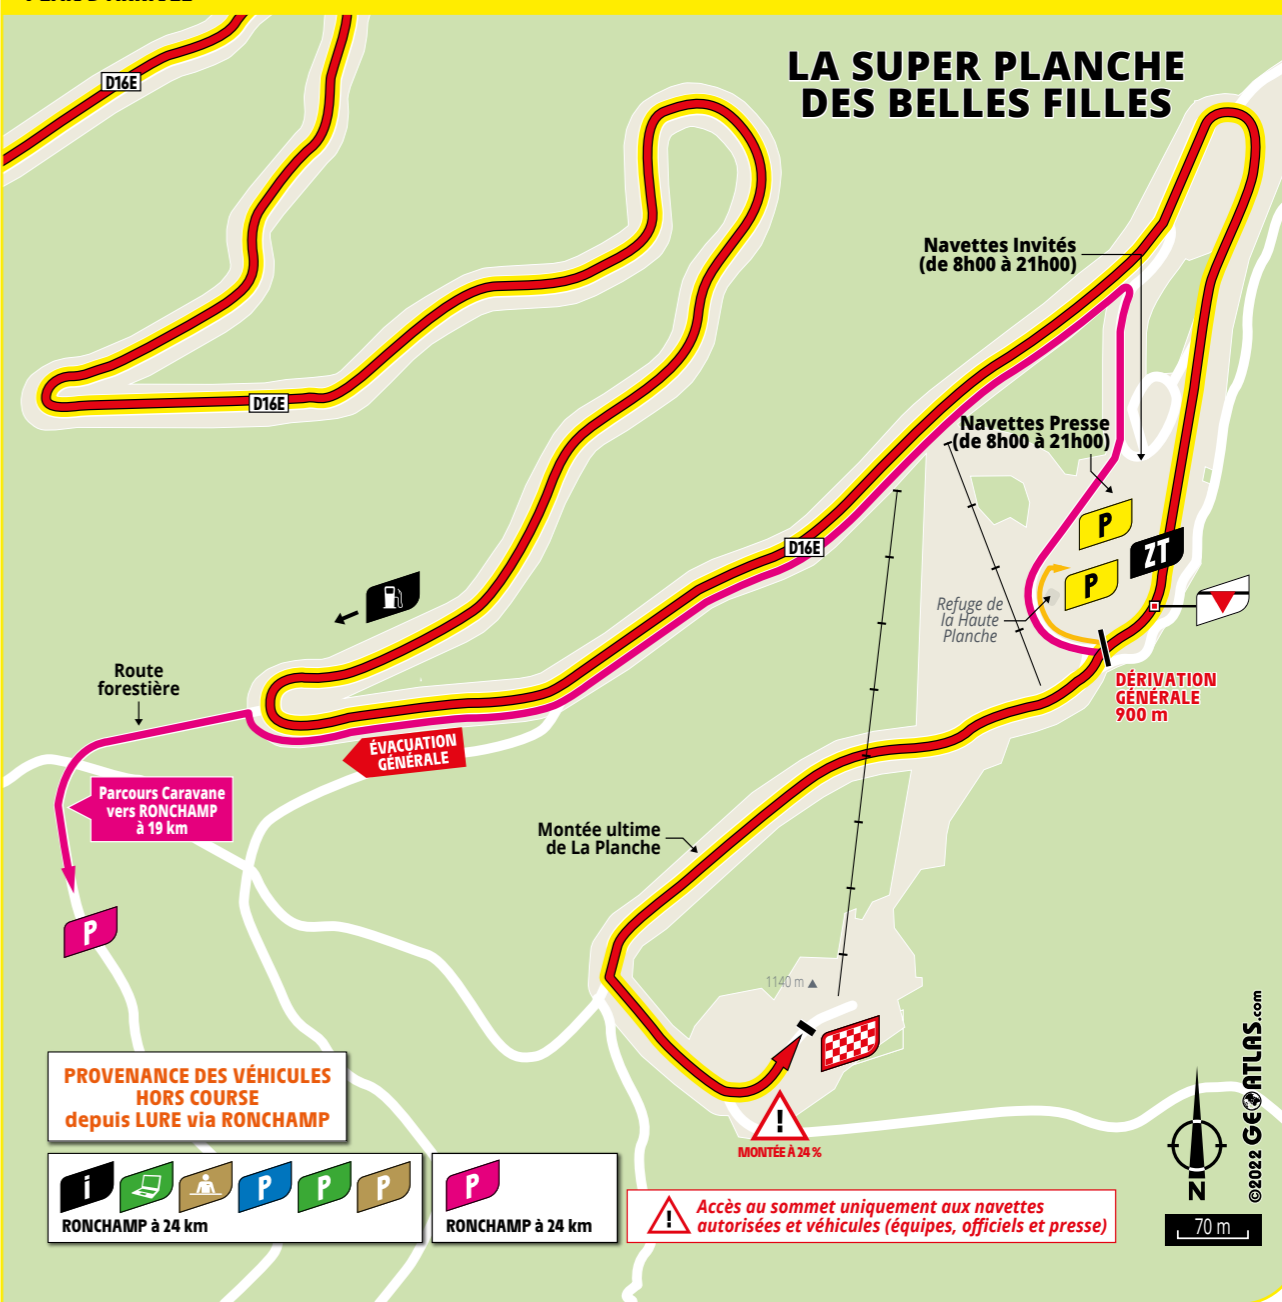 D16E
LA SUPER PLANCHE
DES BELLES FILLES
Navettes Invités
(de 8h00 à 21h00)
D16E
Navettes Presse
(de 8h00 à 21h00)
P
D16E
ZT
P
Refuge de
la Haute
Planche
Route
forestière
DÉRIVATION
GÉNÉRALE
900 m
ÉVACUATION
GÉNÉRALE
Parcours Caravane
vers RONCHAMP
à 19 km
Montée ultime
de La Planche
P
1140 m
PROVENANCE DES VÉHICULES
HORS COURSE
depuis LURE via RONCHAMP
!
MONTÉE À 24 %
i P P P
RONCHAMP à 24 km
P
RONCHAMP à 24 km
! Accès au sommet uniquement aux navettes
autorisées et véhicules (équipes, officiels et presse)
N
70 m
©2022 GEOATLAS.com